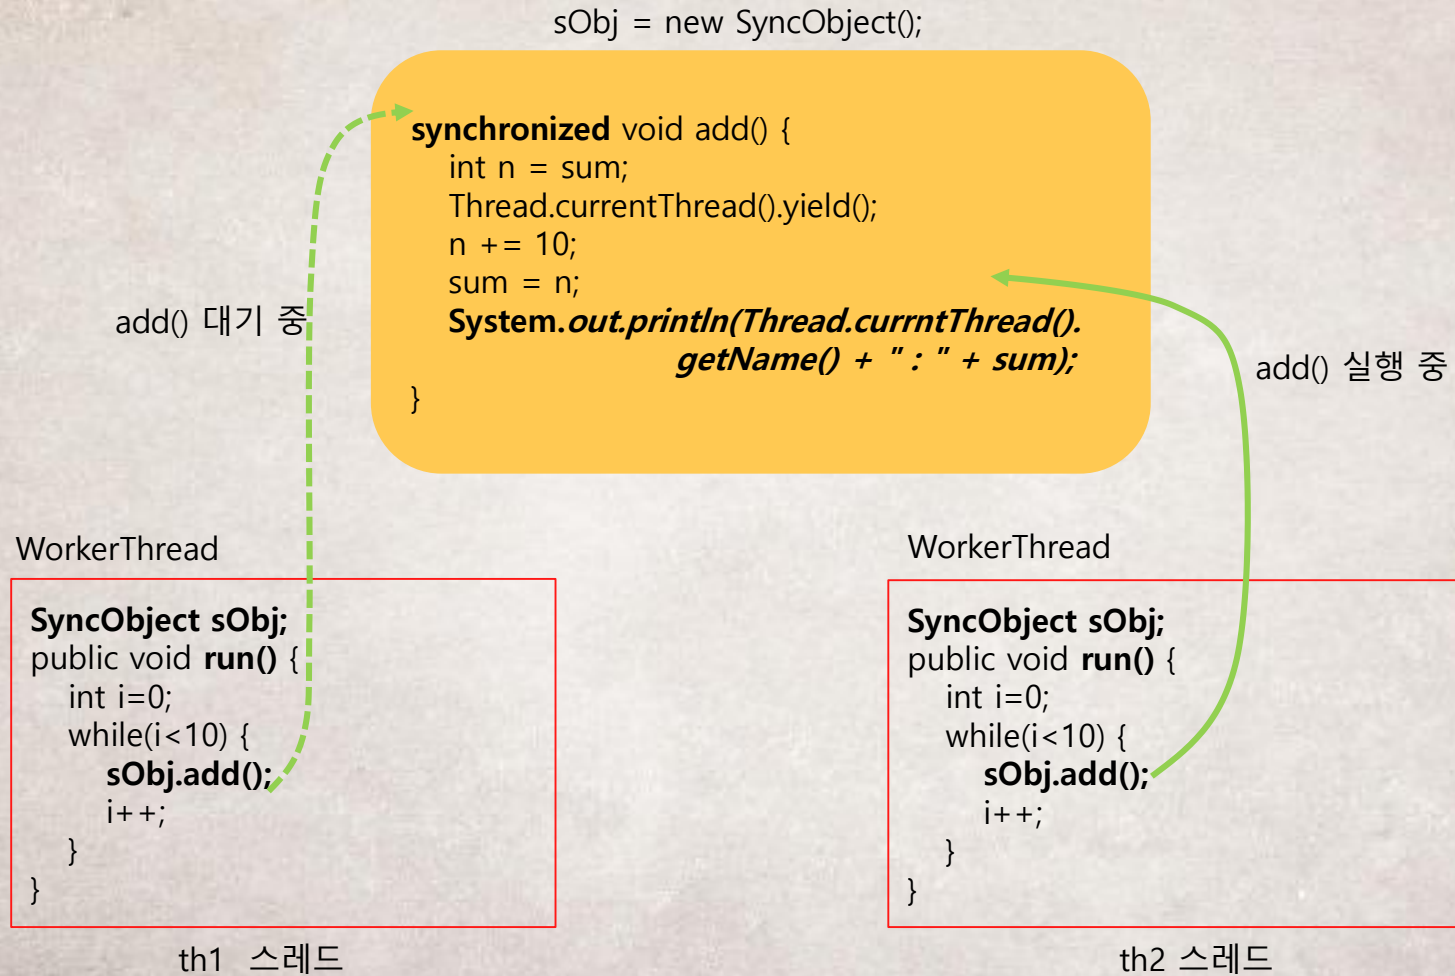 sObj = new SyncObject();
synchronized void add() {
int n = sum;
Thread.currentThread().yield();
n += 10;
sum = n;
System.out.println(Thread.currntThread().
getName() + " : " + sum);
}
add() 대기 중
add() 실행 중
WorkerThread
SyncObject sObj;
public void run() {
int i=0;
while(i<10) {
sObj.add();
i++;
}
}
th1 스레드
WorkerThread
SyncObject sObj;
public void run() {
int i=0;
while(i<10) {
sObj.add();
i++;
}
}
th2 스레드